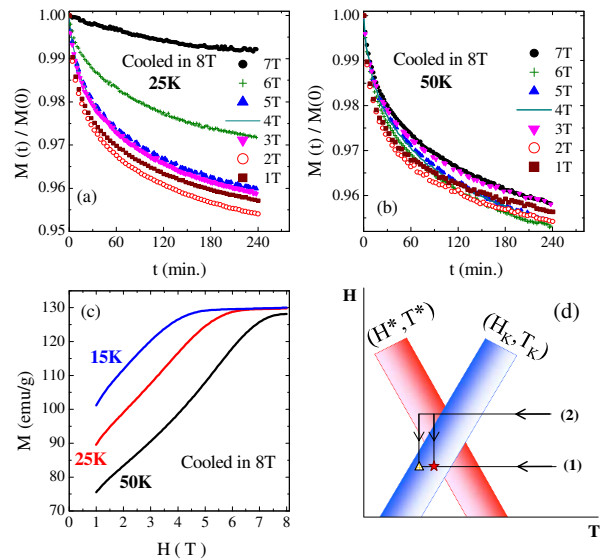 1.00
0.99
0.98
0.97
0.96
0.95
M (t) / M(0)
0 60 120 180 240
t (min.)
Cooled in 8T
25K
7T
6T
5T
4T
3T
2T
1T
(a)
1.00
0.99
0.98
0.97
0.96
M (t) / M(0)
0 60 120 180 240
t (min.)
Cooled in 8T
50K
7T
6T
5T
4T
3T
2T
1T
(b)
130
120
110
100
90
80
70
M (emu/g)
0 1 2 3 4 5 6 7 8
H ( T )
(c)
15K
25K
50K
Cooled in 8T
H
T
(d)
(H*,T*)
(H_K, T_K)
(2)
(1)